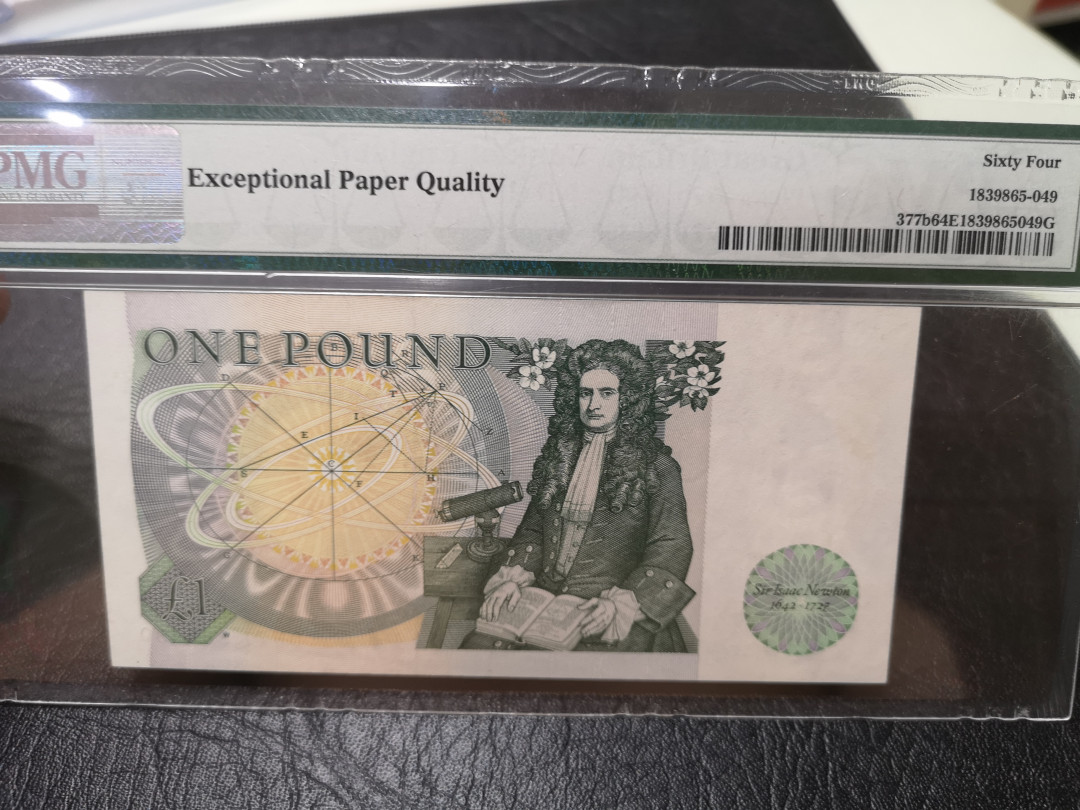 PMG
Exceptional Paper Quality
Sixty Four
1839865-049
377b64E1839865049G
ONE POUND
£1
Sir Isaac Newton
1642-1727